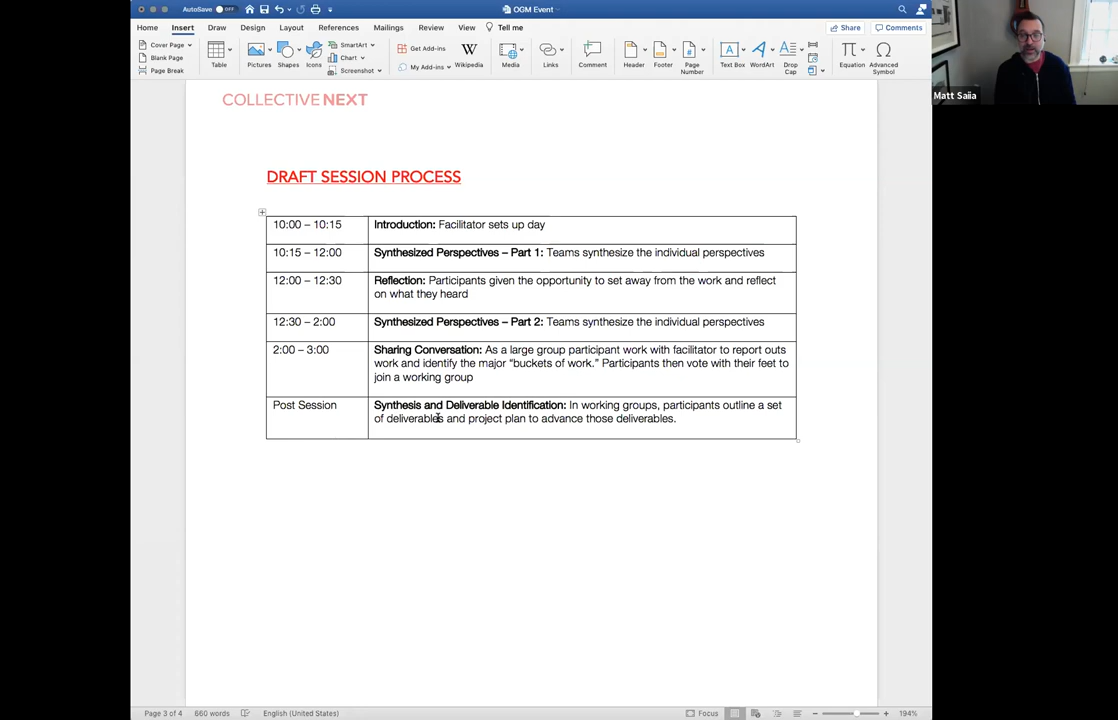 AutoSave OFF
OGM Event
Home Insert Draw Design Layout References Mailings Review View Tell me
Share Comments
Cover Page
Blank Page
Page Break
Table
Pictures
Shapes
Icons
SmartArt
Chart
Screenshot
Get Add-ins
My Add-ins
Wikipedia
Media
Links
Comment
Header
Footer
Page
Number
Text Box
WordArt
Drop
Cap
Equation
Advanced
Symbol
Matt Saiia
COLLECTIVE NEXT
DRAFT SESSION PROCESS
10:00 – 10:15 Introduction: Facilitator sets up day
10:15 – 12:00 Synthesized Perspectives – Part 1: Teams synthesize the individual perspectives
12:00 – 12:30 Reflection: Participants given the opportunity to set away from the work and reflect
on what they heard
12:30 – 2:00 Synthesized Perspectives – Part 2: Teams synthesize the individual perspectives
2:00 – 3:00 Sharing Conversation: As a large group participant work with facilitator to report outs
work and identify the major “buckets of work.” Participants then vote with their feet to
join a working group
Post Session Synthesis and Deliverable Identification: In working groups, participants outline a set
of deliverables and project plan to advance those deliverables.
Page 3 of 4 660 words English (United States) Focus 194%